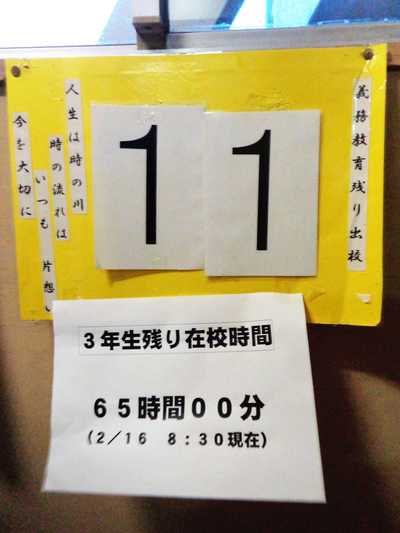 義務教育残り出校
11
人生は時の川
時の流れは
いつも 片想い
今を大切に
3年生残り在校時間
65時間00分
(2/16 8:30現在)